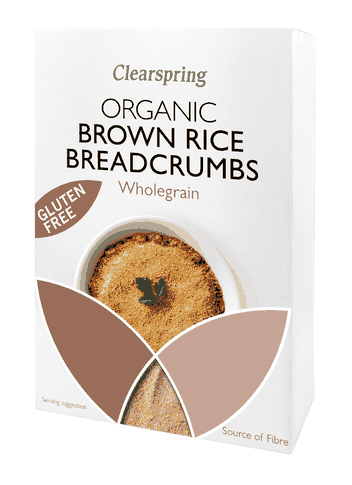 Clearspring
ORGANIC
BROWN RICE
BREADCRUMBS
Wholegrain
GLUTEN
FREE
Serving suggestion
Source of Fibre